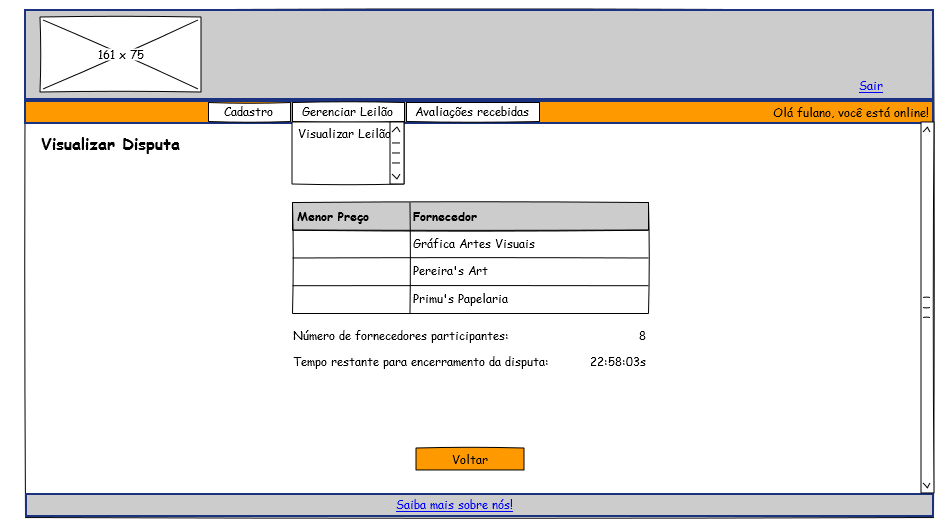 161 x 75
Sair
Cadastro Gerenciar Leilão Avaliações recebidas Olá fulano, você está online!
Visualizar Leilão
Visualizar Disputa
Menor Preço Fornecedor
Gráfica Artes Visuais
Pereira's Art
Primu's Papelaria
Número de fornecedores participantes: 8
Tempo restante para encerramento da disputa: 22:58:03s
Voltar
Saiba mais sobre nós!